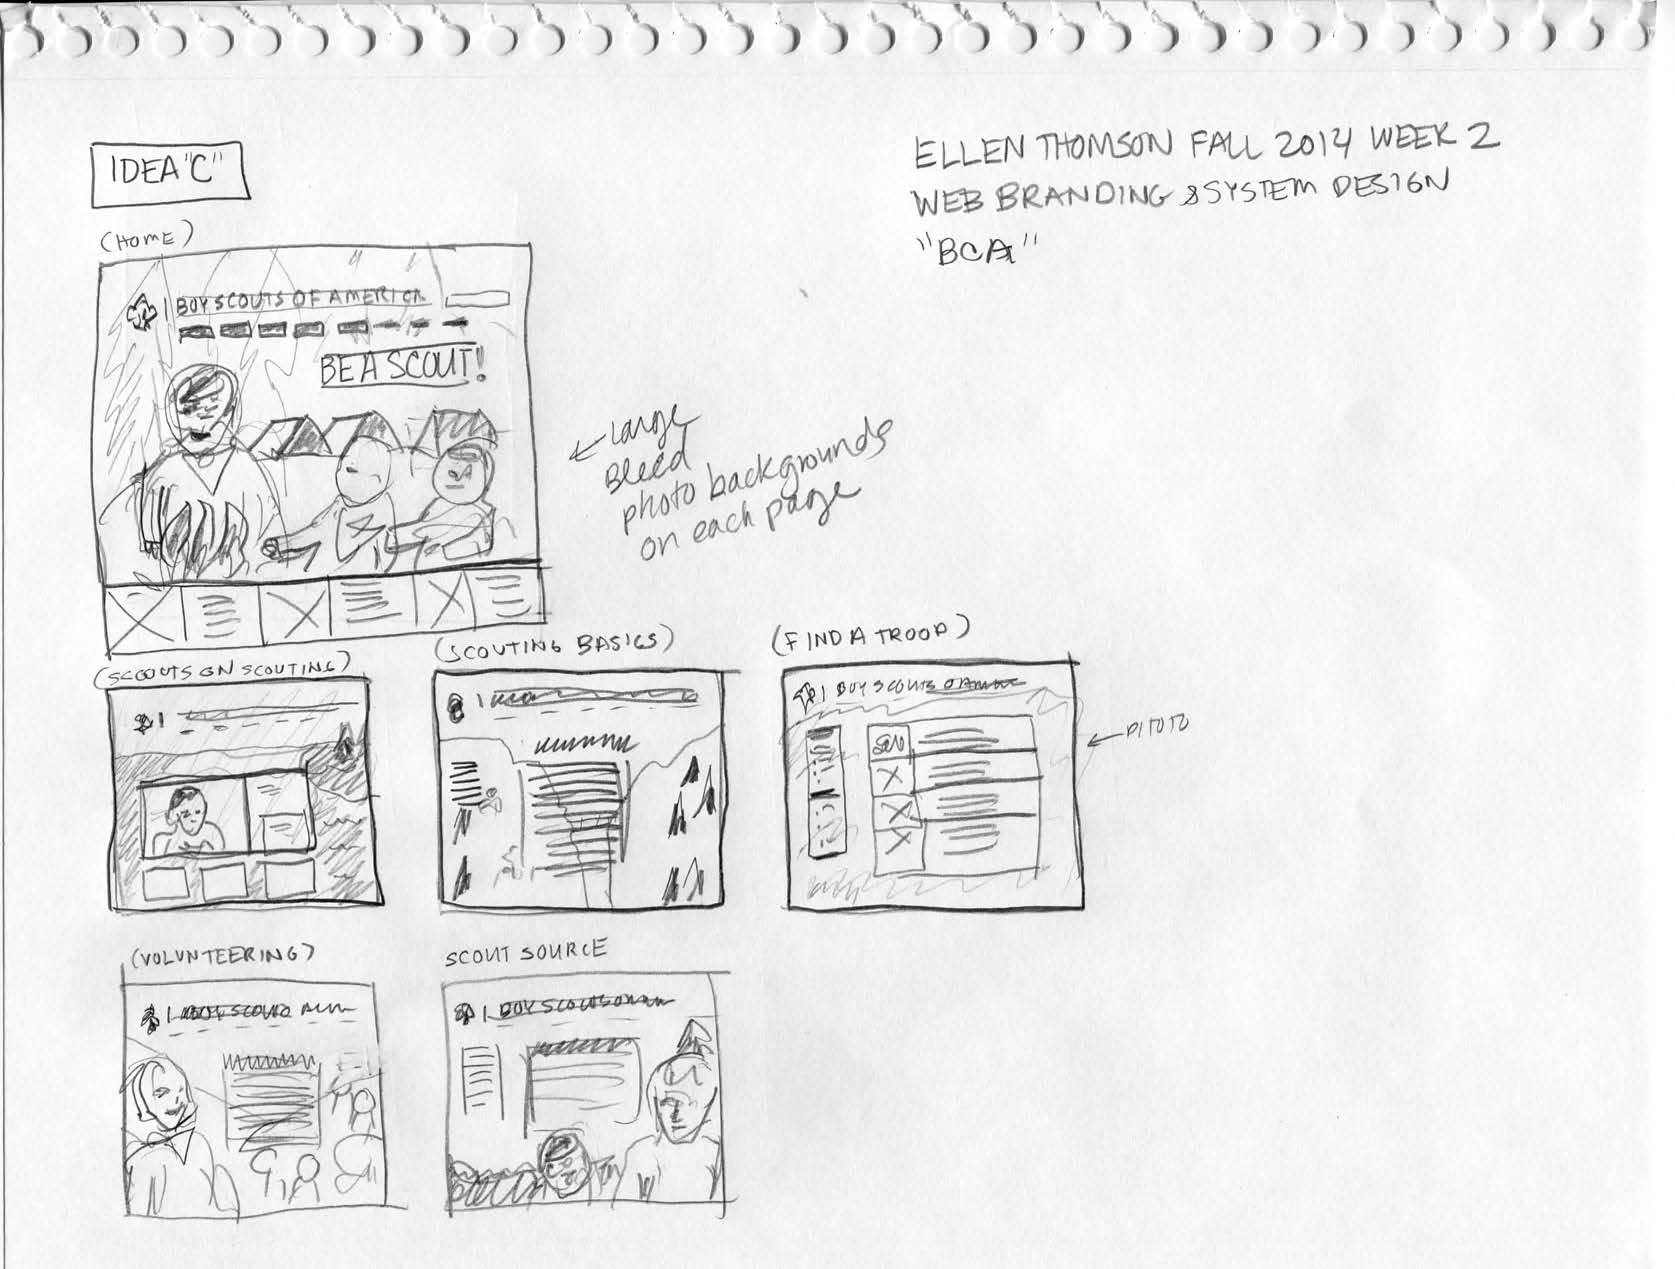 IDEA "C"
ELLEN THOMSON FALL 2014 WEEK 2
WEB BRANDING & SYSTEM DESIGN
"BCA"
(HOME)
BOY SCOUTS OF AMERICA
BE A SCOUT!
← Large
Bleed
photo backgrounds
on each page
(SCOUTS ON SCOUTING)
(SCOUTING BASICS)
(FIND A TROOP)
BOY SCOUTS
← PHOTO
(VOLUNTEERING)
SCOUT SOURCE
BOY SCOUTS
BOY SCOUTS